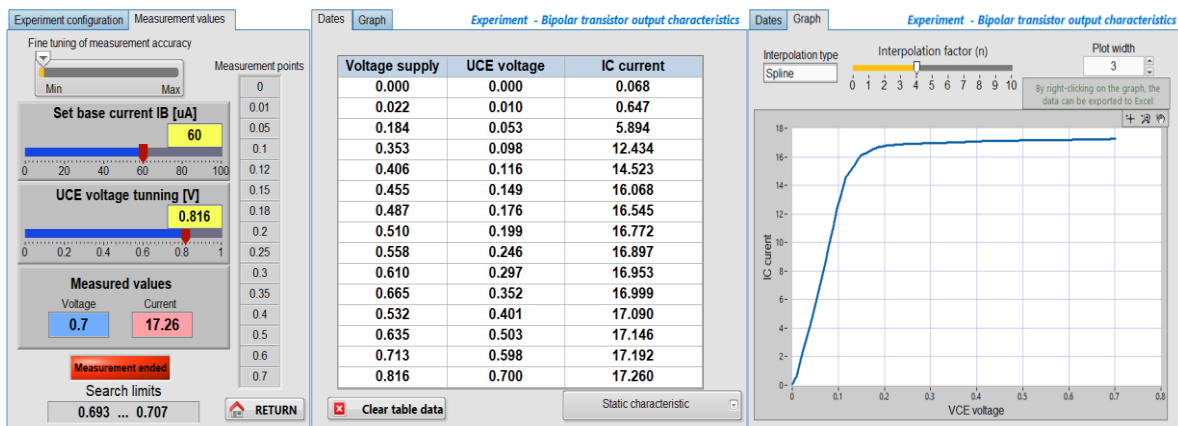 Experiment configuration Measurement values
Fine tuning of measurement accuracy
Min Max
Set base current IB [uA]
60
0 20 40 60 80 100
UCE voltage tunning [V]
0.816
0 0.2 0.4 0.6 0.8 1
Measured values
Voltage Current
0.7 17.26
Measurement ended
Search limits
0.693 ... 0.707
Measurement points
0
0.01
0.05
0.1
0.12
0.15
0.18
0.2
0.25
0.3
0.35
0.4
0.5
0.6
0.7
RETURN
Dates Graph Experiment - Bipolar transistor output characteristics
Voltage supply UCE voltage IC current
0.000 0.000 0.068
0.022 0.010 0.647
0.184 0.053 5.894
0.353 0.098 12.434
0.406 0.116 14.523
0.455 0.149 16.068
0.487 0.176 16.545
0.510 0.199 16.772
0.558 0.246 16.897
0.610 0.297 16.953
0.665 0.352 16.999
0.532 0.401 17.090
0.635 0.503 17.146
0.713 0.598 17.192
0.816 0.700 17.260
Clear table data Static characteristic
Dates Graph Experiment - Bipolar transistor output characteristics
Interpolation type
Spline
Interpolation factor (n)
0 1 2 3 4 5 6 7 8 9 10
Plot width
3
By right-clicking on the graph, the
data can be exported to Excel
18-
16-
14-
12-
10-
8-
6-
4-
2-
0-
IC curent
0 0.1 0.2 0.3 0.4 0.5 0.6 0.7 0.8
VCE voltage